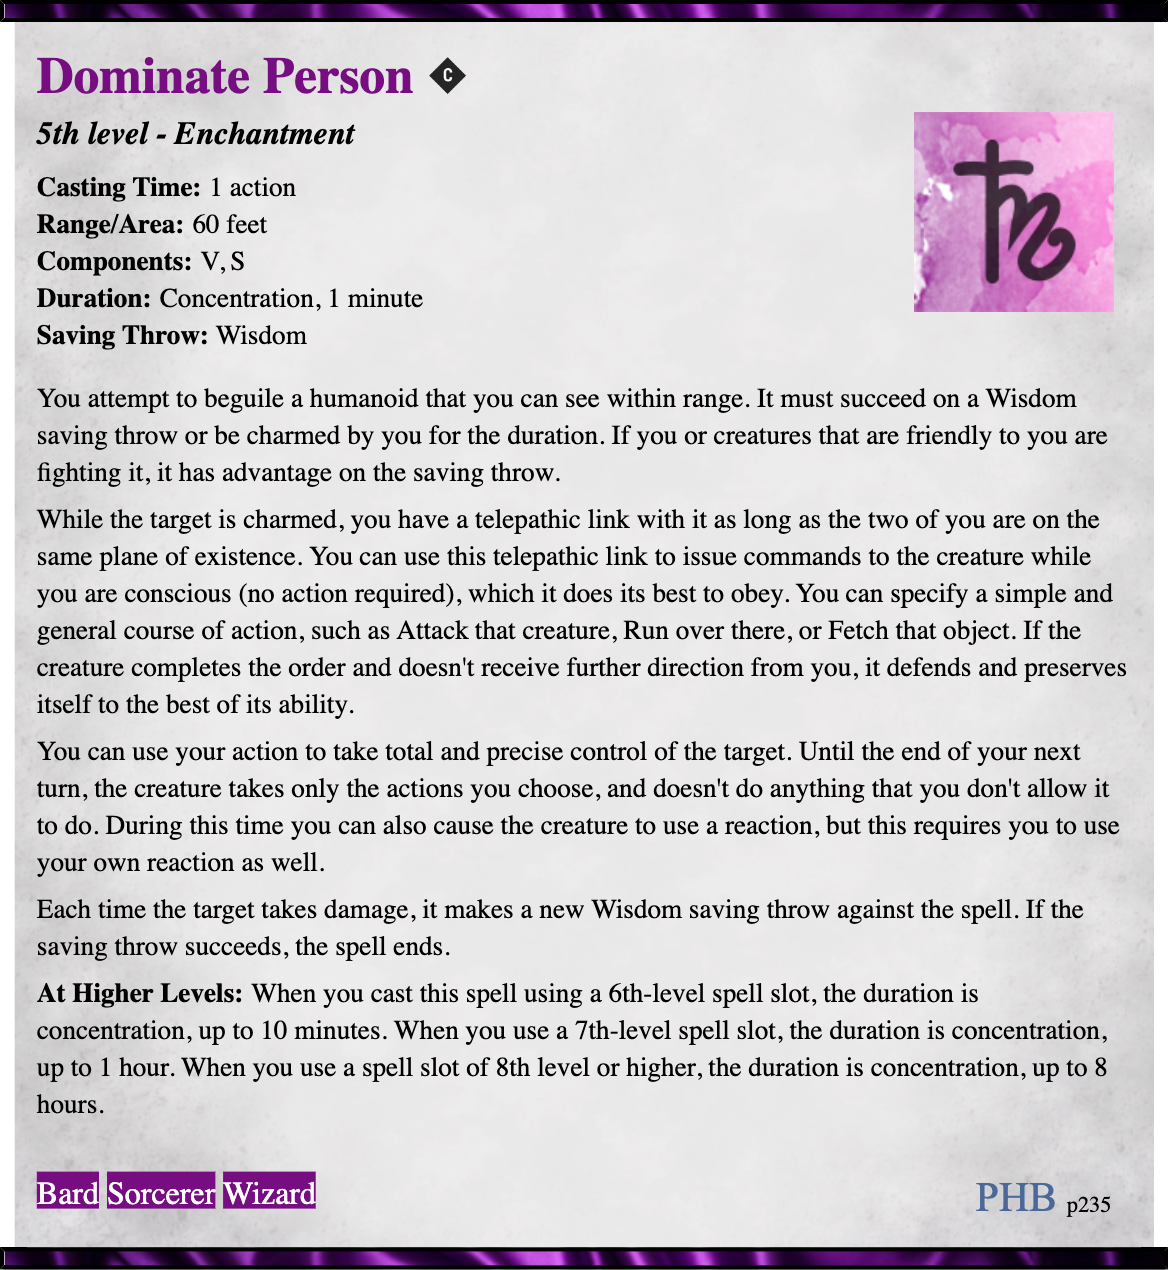 Dominate Person C
5th level - Enchantment
Casting Time: 1 action
Range/Area: 60 feet
Components: V, S
Duration: Concentration, 1 minute
Saving Throw: Wisdom
You attempt to beguile a humanoid that you can see within range. It must succeed on a Wisdom
saving throw or be charmed by you for the duration. If you or creatures that are friendly to you are
fighting it, it has advantage on the saving throw.
While the target is charmed, you have a telepathic link with it as long as the two of you are on the
same plane of existence. You can use this telepathic link to issue commands to the creature while
you are conscious (no action required), which it does its best to obey. You can specify a simple and
general course of action, such as Attack that creature, Run over there, or Fetch that object. If the
creature completes the order and doesn't receive further direction from you, it defends and preserves
itself to the best of its ability.
You can use your action to take total and precise control of the target. Until the end of your next
turn, the creature takes only the actions you choose, and doesn't do anything that you don't allow it
to do. During this time you can also cause the creature to use a reaction, but this requires you to use
your own reaction as well.
Each time the target takes damage, it makes a new Wisdom saving throw against the spell. If the
saving throw succeeds, the spell ends.
At Higher Levels: When you cast this spell using a 6th-level spell slot, the duration is
concentration, up to 10 minutes. When you use a 7th-level spell slot, the duration is concentration,
up to 1 hour. When you use a spell slot of 8th level or higher, the duration is concentration, up to 8
hours.
Bard Sorcerer Wizard PHB p235